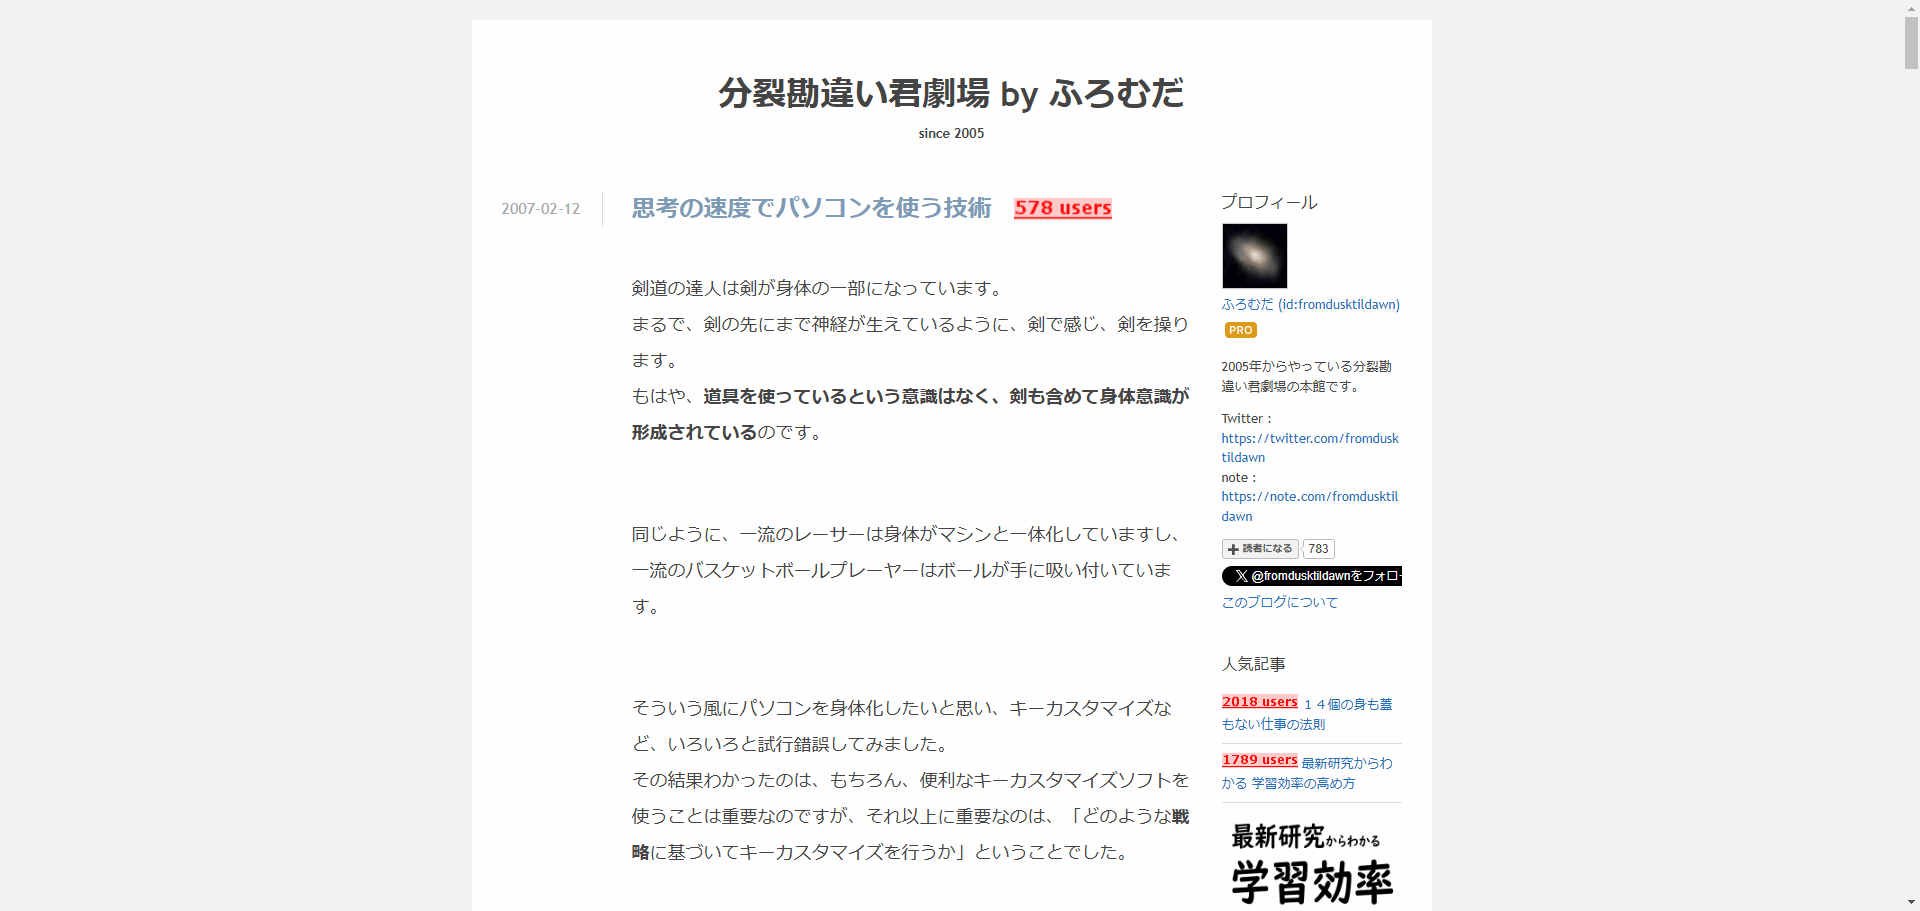 分裂勘違い君劇場 by ふろむだ
since 2005
2007-02-12
思考の速度でパソコンを使う技術 578 users
剣道の達人は剣が身体の一部になっています。
まるで、剣の先にまで神経が生えているように、剣で感じ、剣を操り
ます。
もはや、道具を使っているという意識はなく、剣も含めて身体意識が
形成されているのです。
同じように、一流のレーサーは身体がマシンと一体化していますし、
一流のバスケットボールプレーヤーはボールが手に吸い付いていま
す。
そういう風にパソコンを身体化したいと思い、キーカスタマイズな
ど、いろいろと試行錯誤してみました。
その結果わかったのは、もちろん、便利なキーカスタマイズソフトを
使うことは重要なのですが、それ以上に重要なのは、「どのような戦
略に基づいてキーカスタマイズを行うか」ということでした。
プロフィール
ふろむだ (id:fromdusktildawn)
PRO
2005年からやっている分裂勘
違い君劇場の本館です。
Twitter :
https://twitter.com/fromdusk
tildawn
note :
https://note.com/fromdusktil
dawn
読者になる 783
@fromdusktildawnをフォロー
このブログについて
人気記事
2018 users １４個の身も蓋
もない仕事の法則
1789 users 最新研究からわ
かる 学習効率の高め方
最新研究からわかる
学習効率